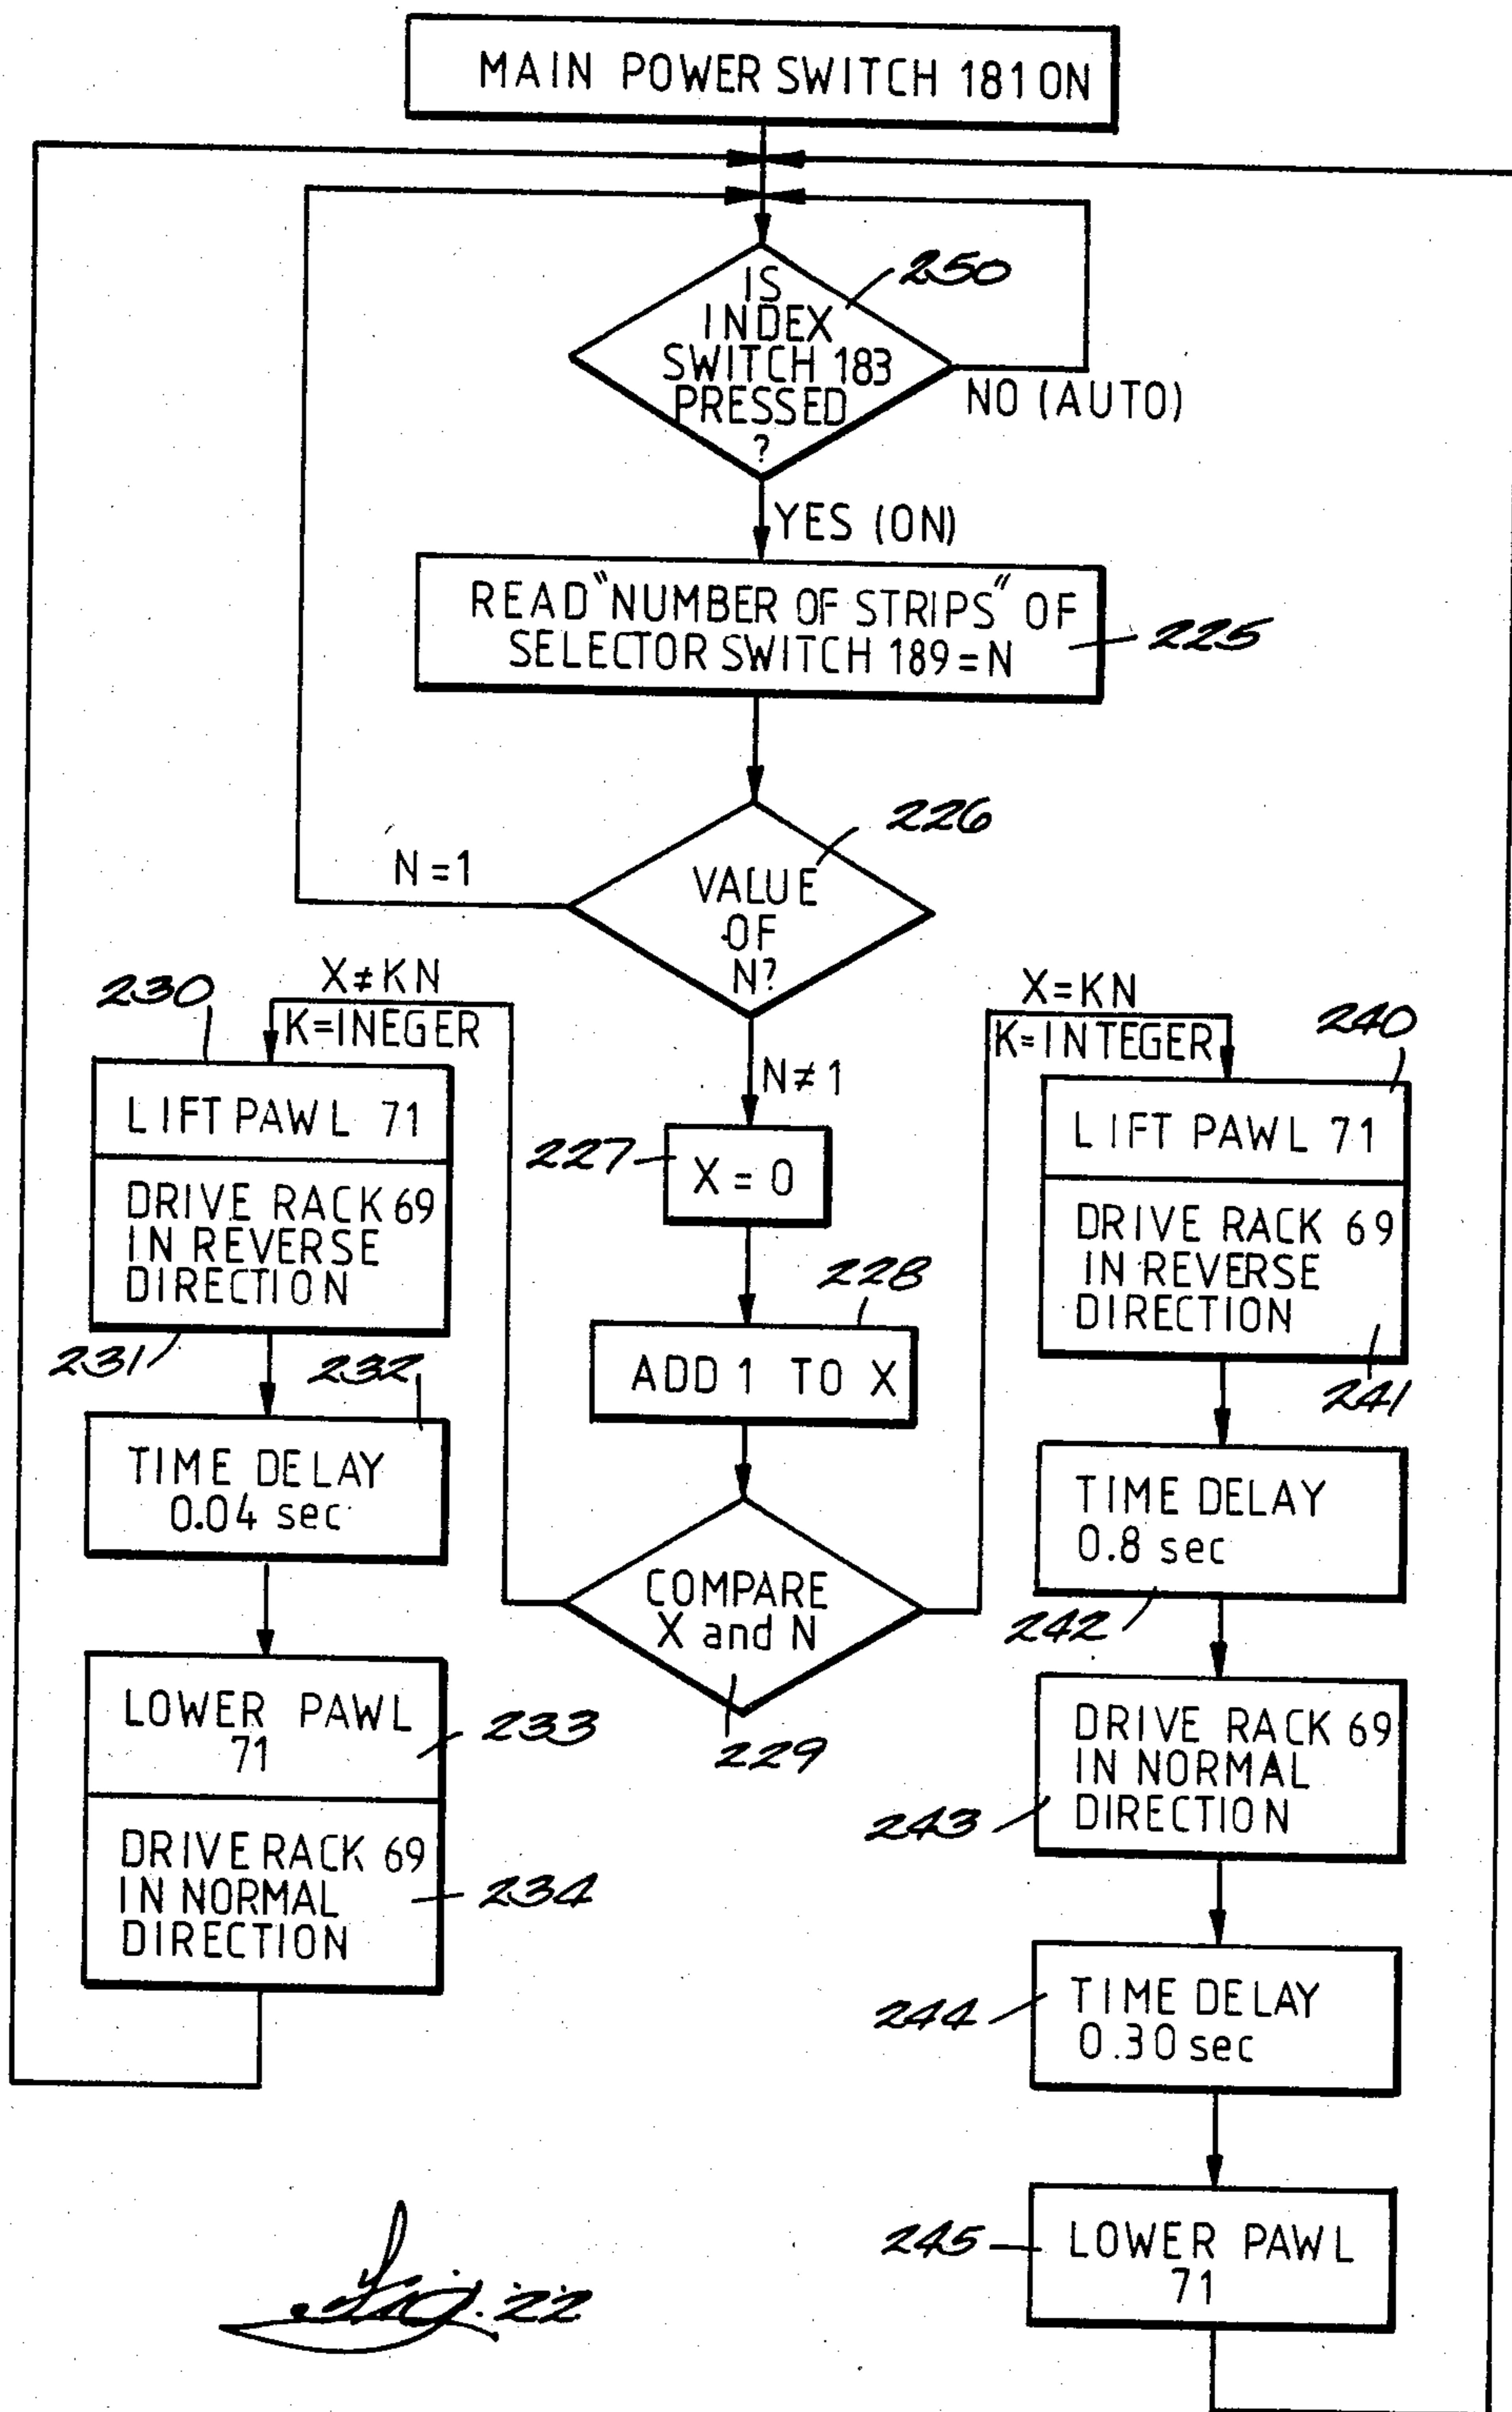 MAIN POWER SWITCH 181 ON
250
IS
INDEX
SWITCH 183
PRESSED
?
NO (AUTO)
YES (ON)
READ "NUMBER OF STRIPS" OF
SELECTOR SWITCH 189 = N
225
226
VALUE
OF
N?
N = 1
N ≠ 1
X ≠ KN
K=INEGER
X=KN
K=INTEGER
230
LIFT PAWL 71
DRIVE RACK 69
IN REVERSE
DIRECTION
231
232
TIME DELAY
0.04 sec
LOWER PAWL
71
233
DRIVE RACK 69
IN NORMAL
DIRECTION
234
227
X = 0
228
ADD 1 TO X
COMPARE
X and N
229
240
LIFT PAWL 71
DRIVE RACK 69
IN REVERSE
DIRECTION
241
TIME DELAY
0.8 sec
242
DRIVE RACK 69
IN NORMAL
DIRECTION
243
TIME DELAY
0.30 sec
244
LOWER PAWL
71
245
Fig. 22